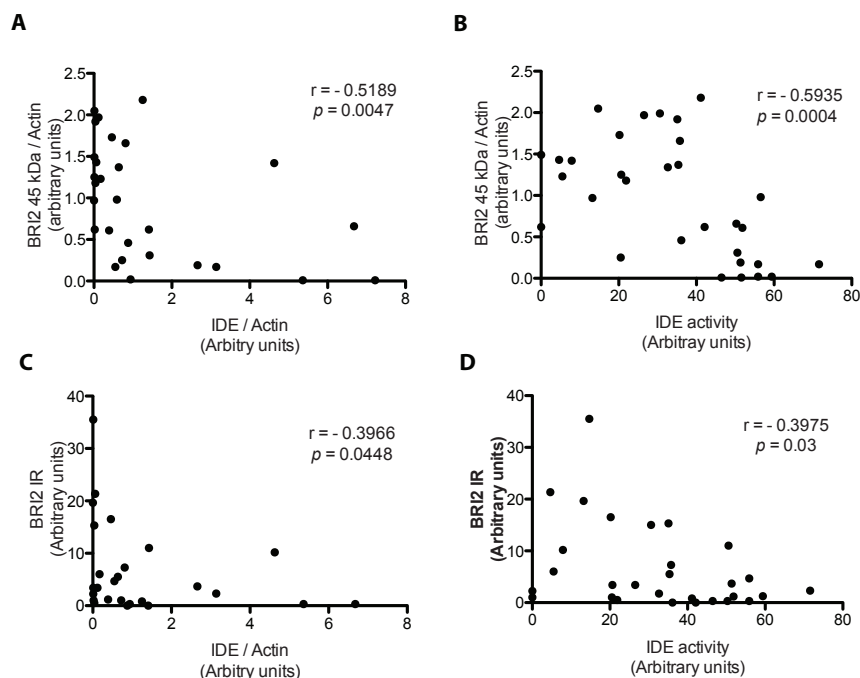 A
r = - 0.5189
p = 0.0047
BRI2 45 kDa / Actin
(arbitrary units)
2.5
2.0
1.5
1.0
0.5
0.0
0 2 4 6 8
IDE / Actin
(Arbitry units)
B
r = - 0.5935
p = 0.0004
BRI2 45 kDa / Actin
(arbitrary units)
2.5
2.0
1.5
1.0
0.5
0.0
0 20 40 60 80
IDE activity
(Arbitray units)
C
r = - 0.3966
p = 0.0448
BRI2 IR
(Arbitrary units)
40
30
20
10
0
0 2 4 6 8
IDE / Actin
(Arbitry units)
D
r = - 0.3975
p = 0.03
BRI2 IR
(Arbitrary units)
40
30
20
10
0
0 20 40 60 80
IDE activity
(Arbitrary units)